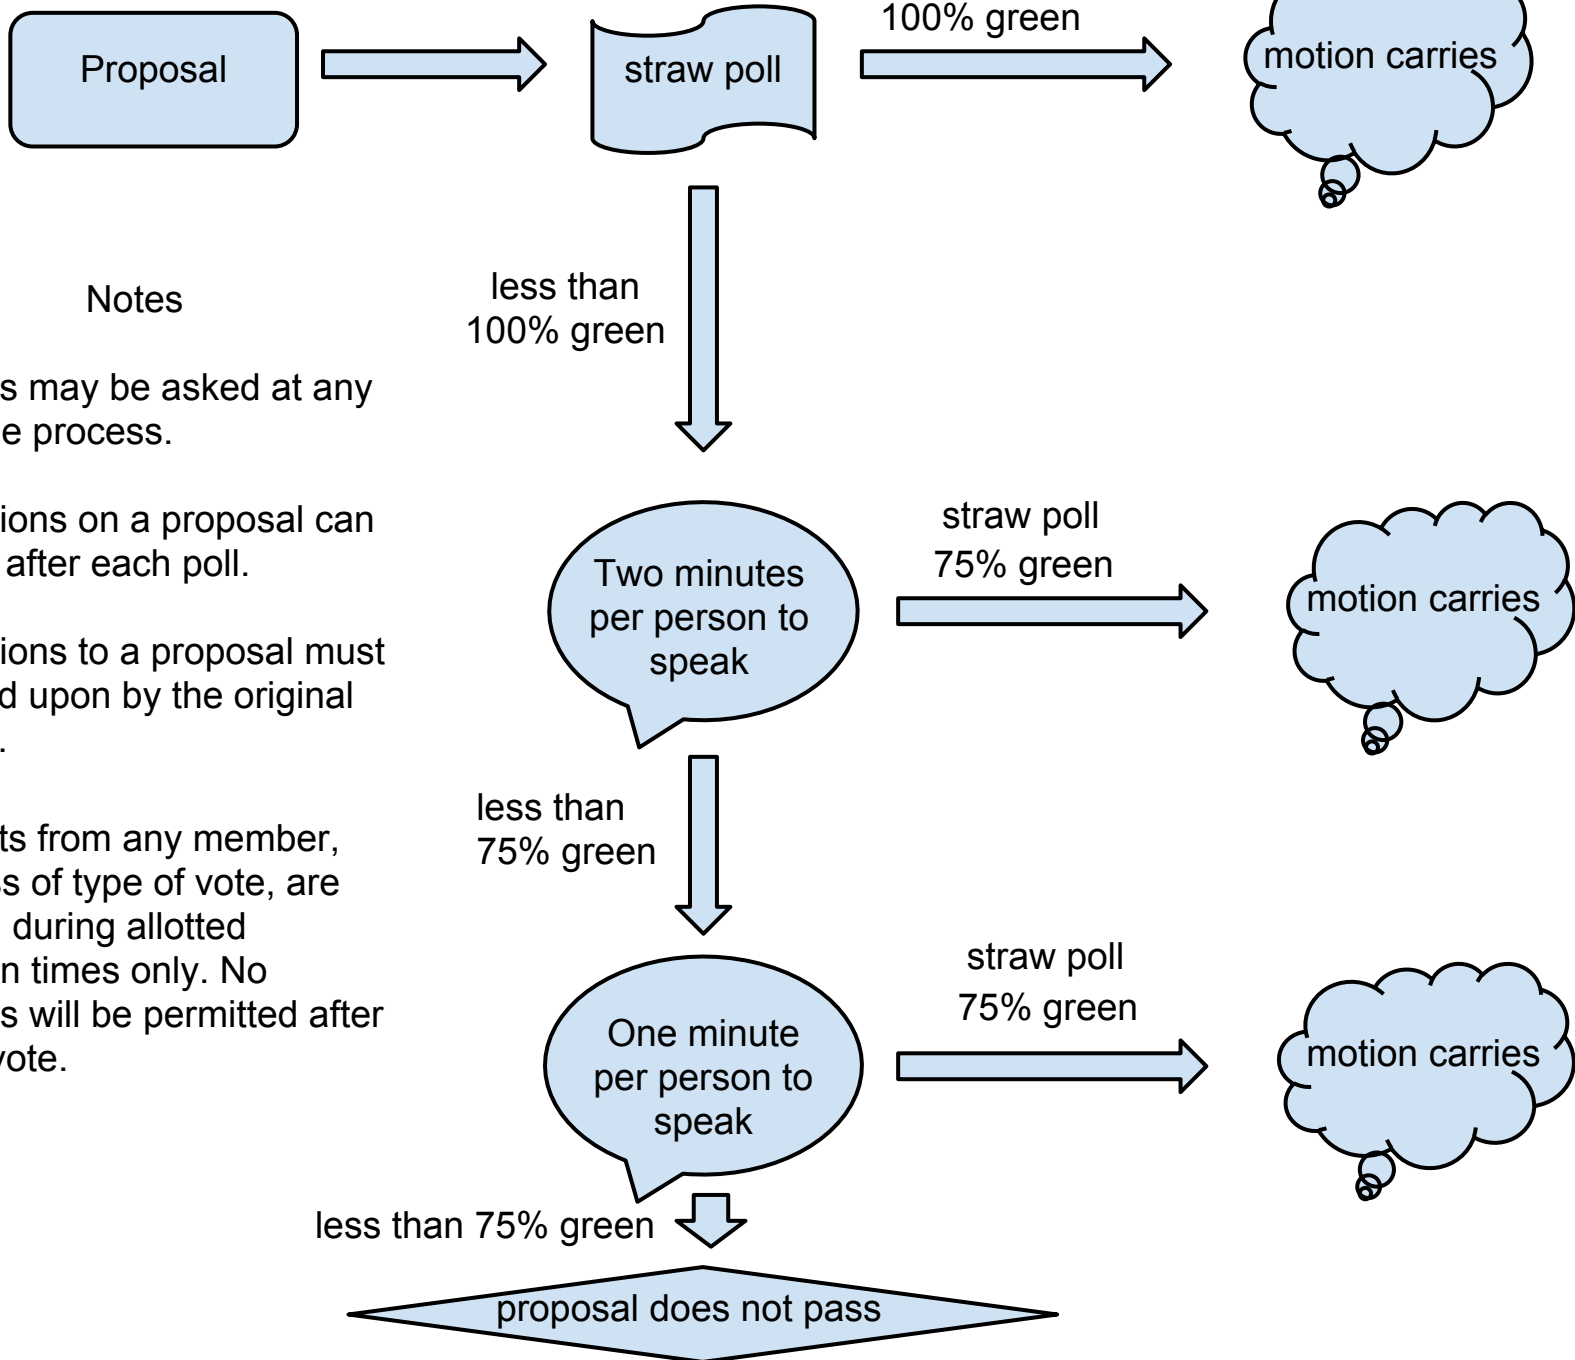 Proposal
straw poll
100% green
motion carries
less than
100% green
Notes
s may be asked at any
e process.
ions on a proposal can
after each poll.
ions to a proposal must
d upon by the original
.
ts from any member,
s of type of vote, are
during allotted
n times only. No
s will be permitted after
vote.
Two minutes
per person to
speak
straw poll
75% green
motion carries
less than
75% green
One minute
per person to
speak
straw poll
75% green
motion carries
less than 75% green
proposal does not pass